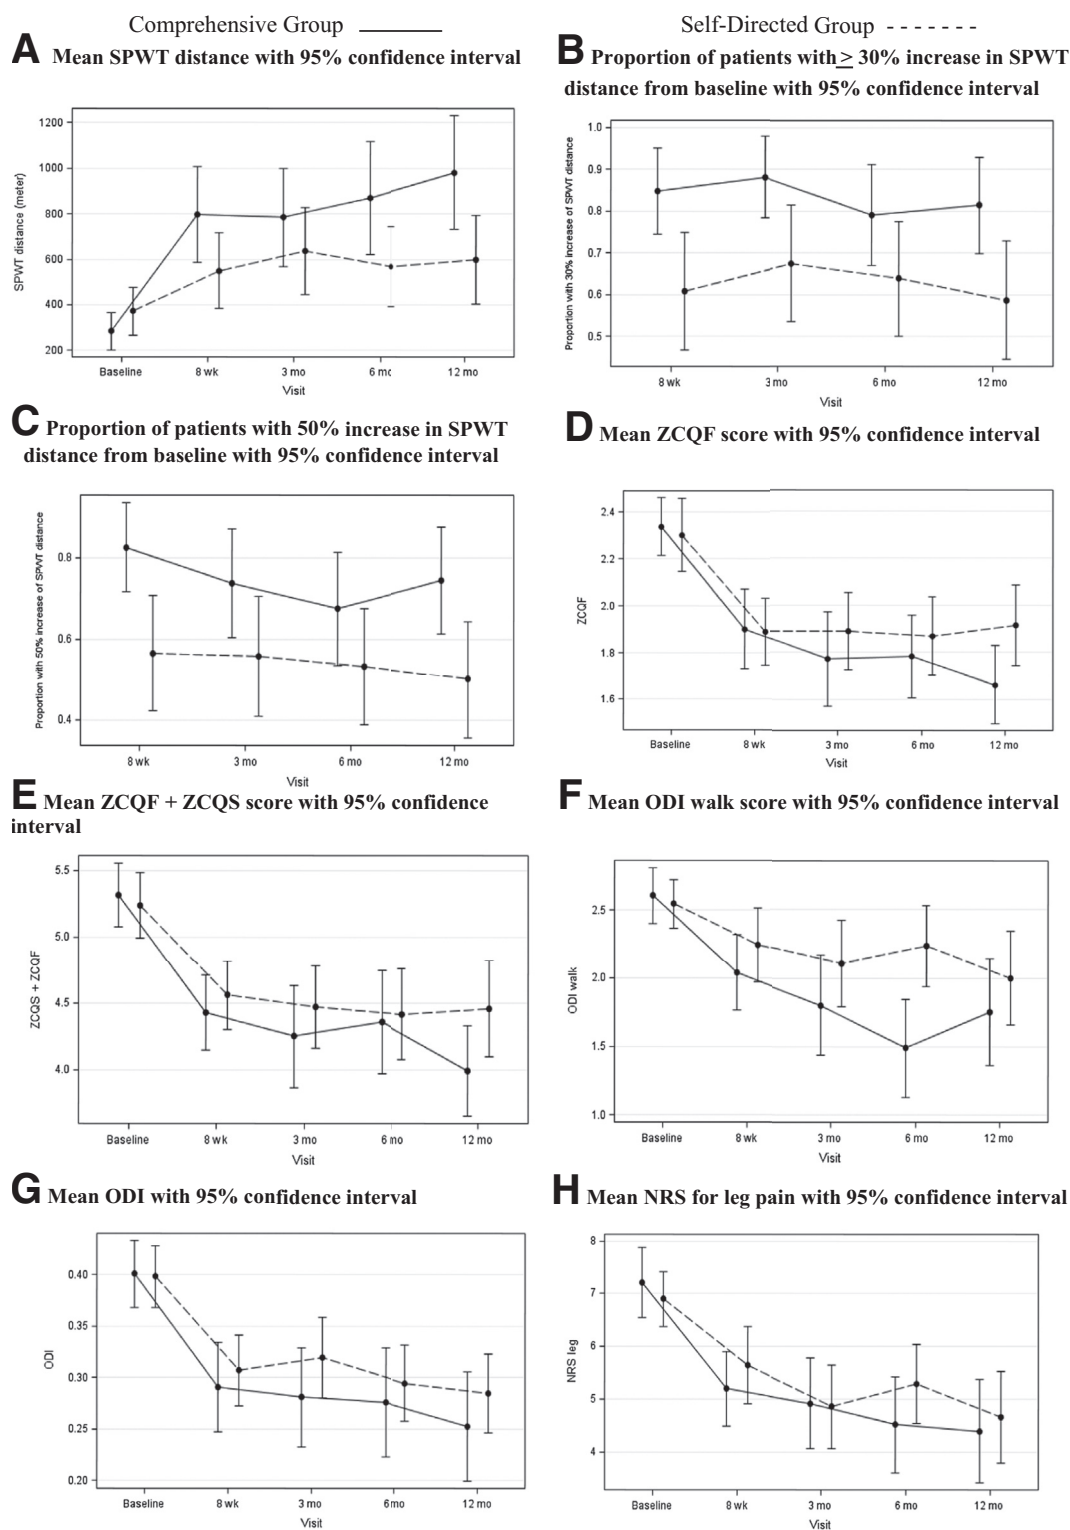 Comprehensive Group
Self-Directed Group
A Mean SPWT distance with 95% confidence interval
1200
1000
800
600
400
200
SPWT distance (meter)
Baseline 8 wk 3 mo 6 mo 12 mo
Visit
B Proportion of patients with ≥ 30% increase in SPWT
distance from baseline with 95% confidence interval
1.0
0.9
0.8
0.7
0.6
0.5
Proportion with 30% increase of SPWT distance
8 wk 3 mo 6 mo 12 mo
Visit
C Proportion of patients with 50% increase in SPWT
distance from baseline with 95% confidence interval
0.8
0.6
0.4
Proportion with 50% increase of SPWT distance
8 wk 3 mo 6 mo 12 mo
Visit
D Mean ZCQF score with 95% confidence interval
2.4
2.2
2.0
1.8
1.6
ZCQF
Baseline 8 wk 3 mo 6 mo 12 mo
Visit
E Mean ZCQF + ZCQS score with 95% confidence
interval
5.5
5.0
4.5
4.0
ZCQS + ZCQF
Baseline 8 wk 3 mo 6 mo 12 mo
Visit
F Mean ODI walk score with 95% confidence interval
2.5
2.0
1.5
1.0
ODI walk
Baseline 8 wk 3 mo 6 mo 12 mo
Visit
G Mean ODI with 95% confidence interval
0.40
0.35
0.30
0.25
0.20
ODI
Baseline 8 wk 3 mo 6 mo 12 mo
Visit
H Mean NRS for leg pain with 95% confidence interval
8
7
6
5
4
NRS leg
Baseline 8 wk 3 mo 6 mo 12 mo
Visit